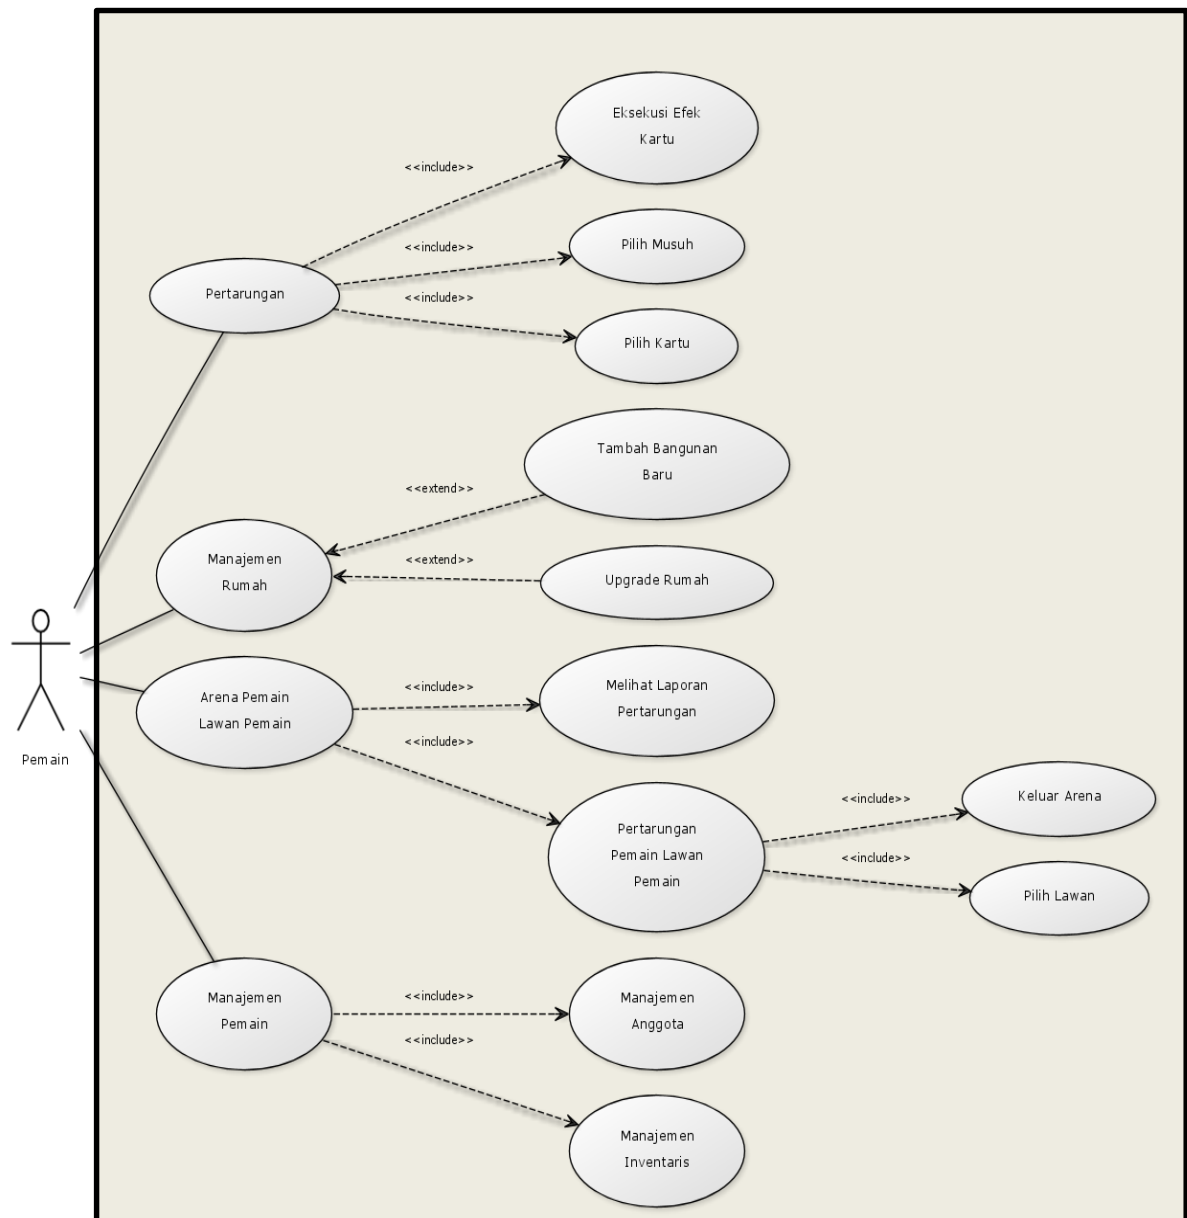 Eksekusi Efek
Kartu
<<include>>
Pilih Musuh
<<include>>
Pertarungan
<<include>>
Pilih Kartu
Tambah Bangunan
Baru
<<extend>>
Manajemen
Rumah
<<extend>>
Upgrade Rumah
Arena Pemain
Lawan Pemain
<<include>>
Melihat Laporan
Pertarungan
<<include>>
Pemain
Pertarungan
Pemain Lawan
Pemain
<<include>>
Keluar Arena
<<include>>
Pilih Lawan
Manajemen
Pemain
<<include>>
Manajemen
Anggota
<<include>>
Manajemen
Inventaris